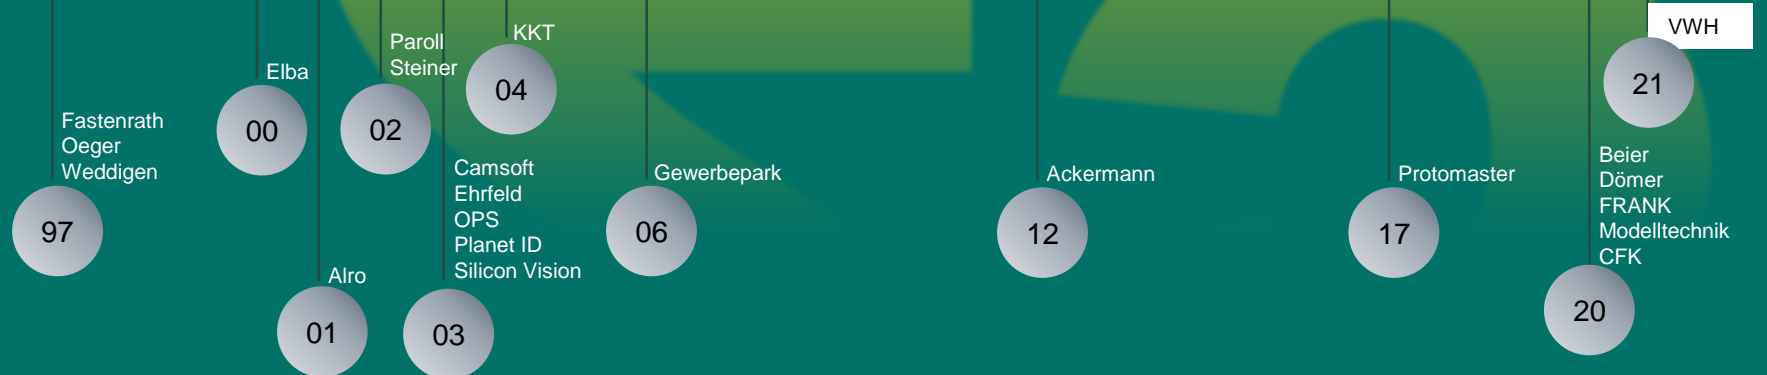 Fastenrath
Oeger
Weddigen
97
Elba
00
Alro
01
Paroll
Steiner
02
Camsoft
Ehrfeld
OPS
Planet ID
Silicon Vision
03
KKT
04
Gewerbepark
06
Ackermann
12
Protomaster
17
Beier
Dömer
FRANK
Modelltechnik
CFK
20
VWH
21